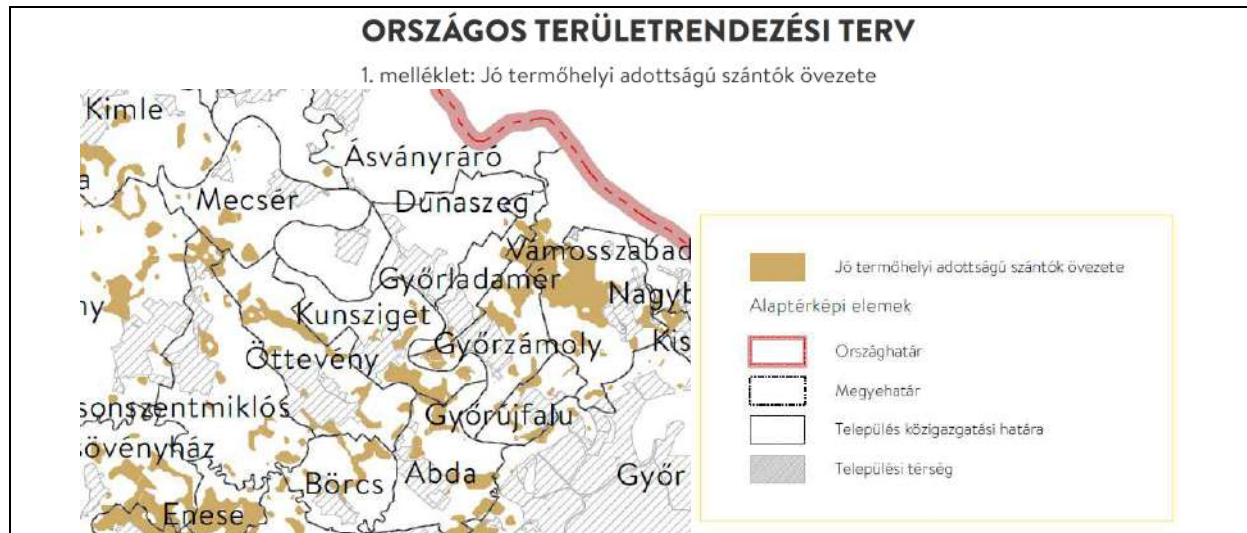 ORSZÁGOS TERÜLETRENDEZÉSI TERV
1. melléklet: Jó termőhelyi adottságú szántók övezete
Kimle
Ásványráró
Mecsér
Dunaszeg
Vámosszabad
Győrladamér
Nagyb
Kunsziget
Győrzámoly
Kis
Öttevény
sonszentmiklós
Győrújfalu
sövényház
Abda
Győr
Börcs
Enese
Jó termőhelyi adottságú szántók övezete
Alaptérképi elemek
Országhatár
Megyehatár
Település közigazgatási határa
Települési térség